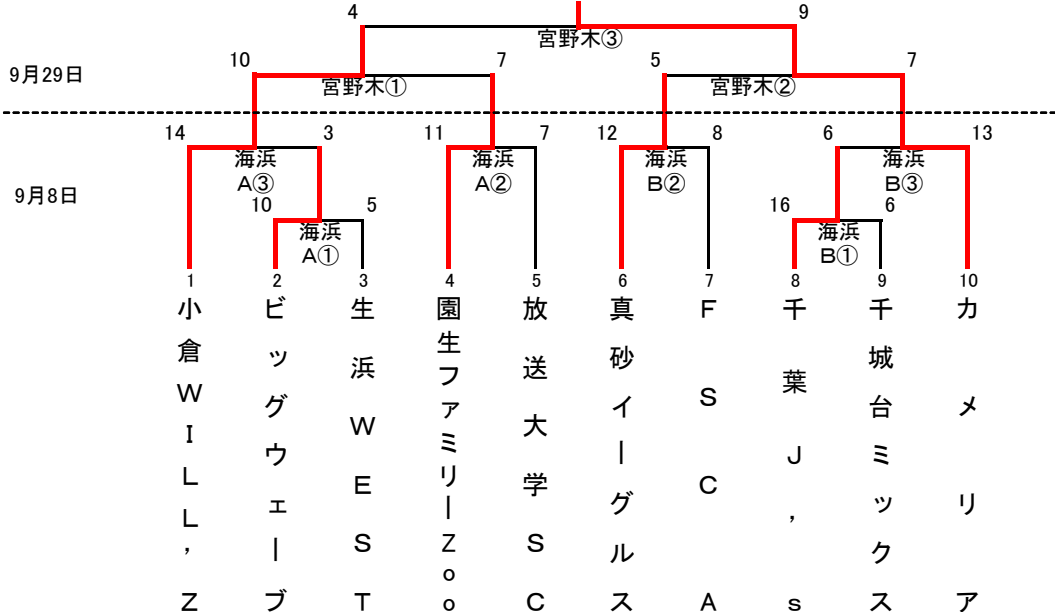 4
9
宮野木③
9月29日
10
7
5
7
宮野木①
宮野木②
14
3
11
7
12
8
6
13
海浜
A③
海浜
A②
海浜
B②
海浜
B③
9月8日
10
5
16
6
海浜
A①
海浜
B①
1
2
3
4
5
6
7
8
9
10
小倉WILL,Z
ビッグウェーブ
生浜WEST
園生ファミリーZoo
放送大学SC
真砂イーグルス
FSCA
千葉J,s
千城台ミックス
カメリア